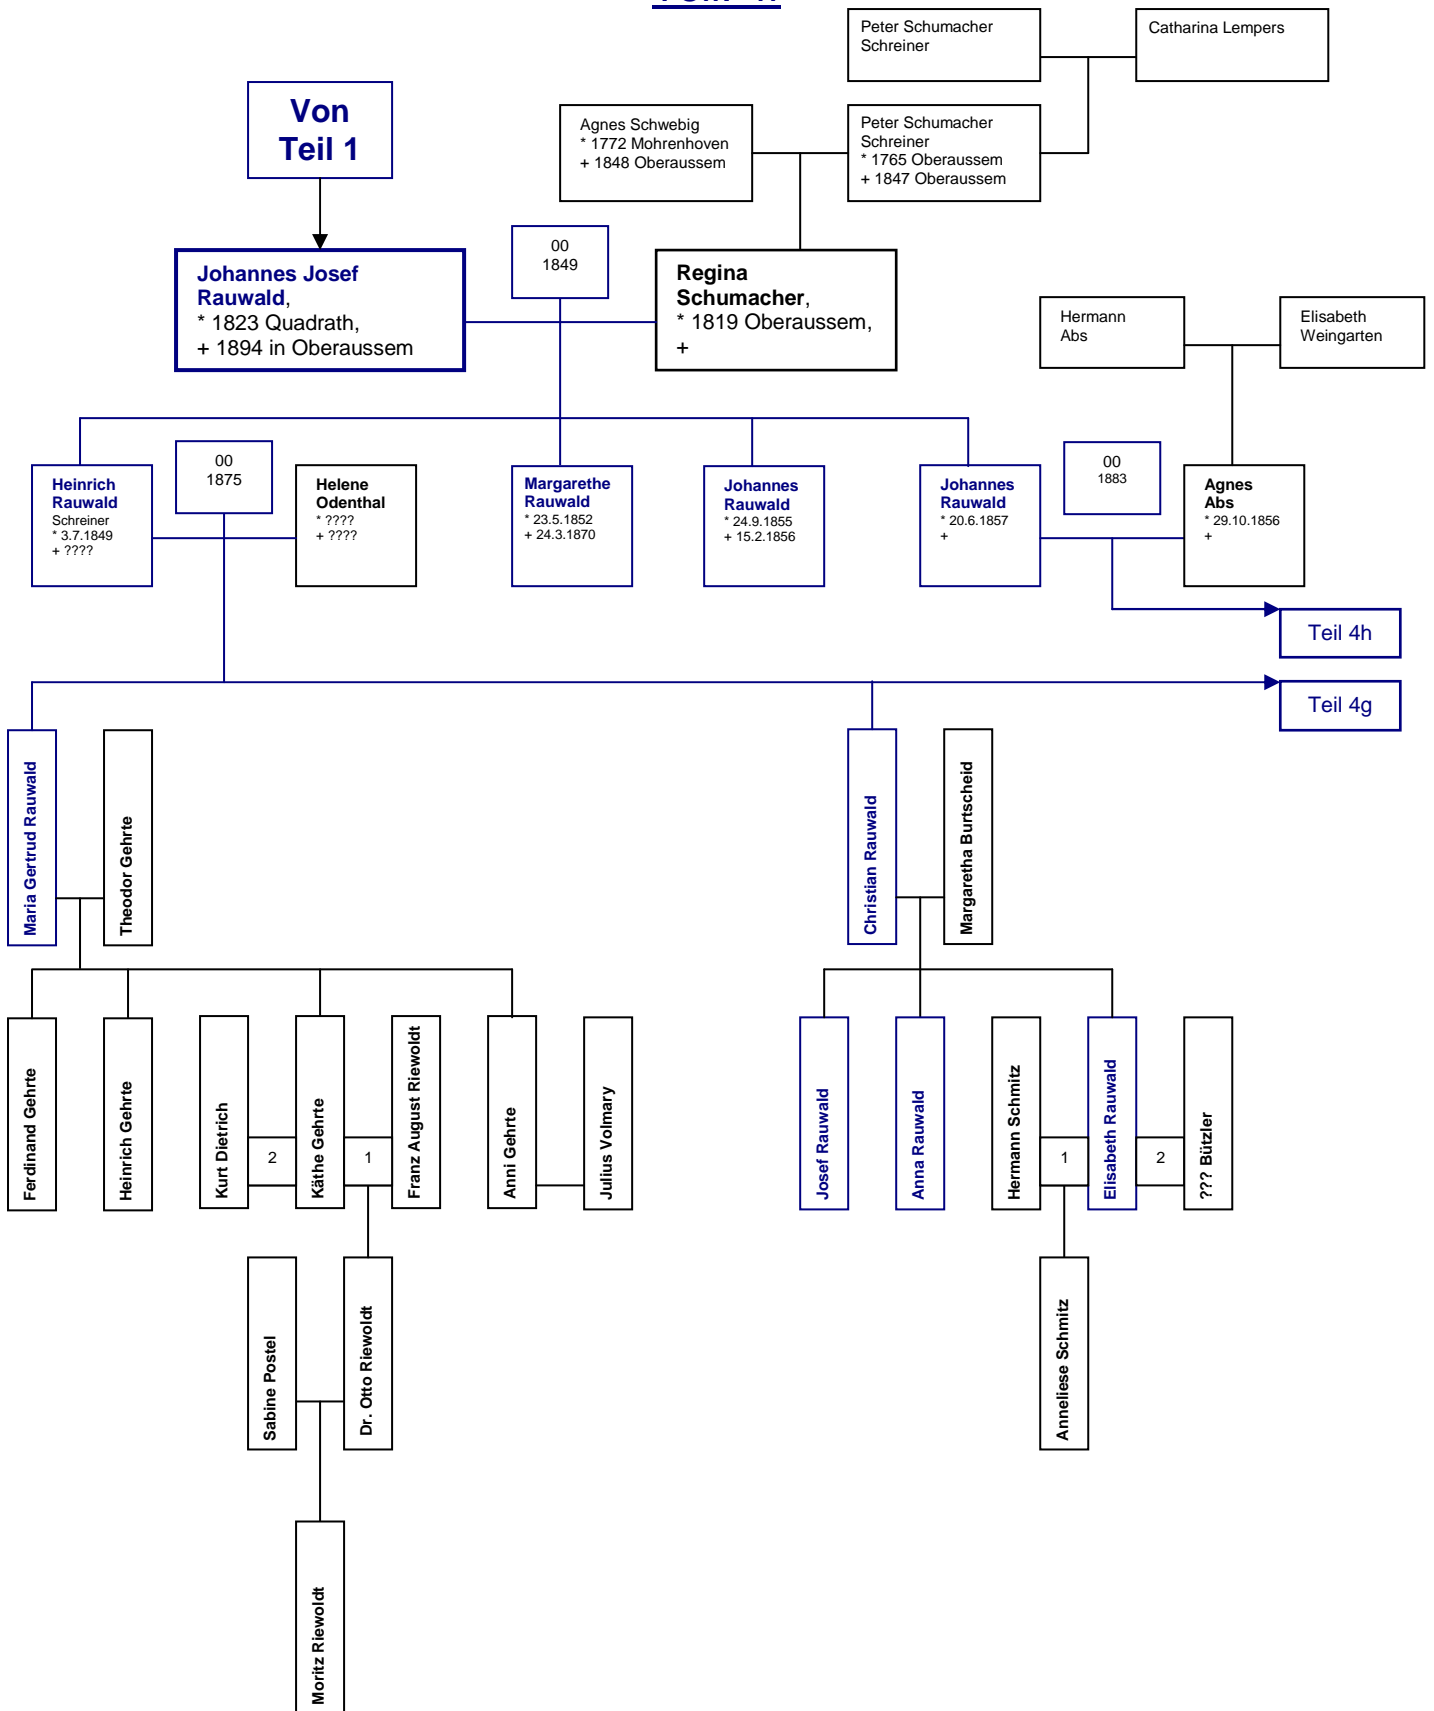 Peter Schumacher
Schreiner
Catharina Lempers
Von
Teil 1
Agnes Schwebig
* 1772 Mohrenhoven
+ 1848 Oberaussem
Peter Schumacher
Schreiner
* 1765 Oberaussem
+ 1847 Oberaussem
Johannes Josef
Rauwald,
* 1823 Quadrath,
+ 1894 in Oberaussem
00
1849
Regina
Schumacher,
* 1819 Oberaussem,
+
Hermann
Abs
Elisabeth
Weingarten
Heinrich
Rauwald
Schreiner
* 3.7.1849
+ ????
00
1875
Helene
Odenthal
* ????
+ ????
Margarethe
Rauwald
* 23.5.1852
+ 24.3.1870
Johannes
Rauwald
* 24.9.1855
+ 15.2.1856
Johannes
Rauwald
* 20.6.1857
+
00
1883
Agnes
Abs
* 29.10.1856
+
Teil 4h
Teil 4g
Maria Gertrud Rauwald
Theodor Gehrte
Christian Rauwald
Margaretha Burtscheid
Ferdinand Gehrte
Heinrich Gehrte
Kurt Dietrich
2
Käthe Gehrte
1
Franz August Riewoldt
Anni Gehrte
Julius Volmary
Josef Rauwald
Anna Rauwald
Hermann Schmitz
1
Elisabeth Rauwald
2
??? Bützler
Sabine Postel
Dr. Otto Riewoldt
Anneliese Schmitz
Moritz Riewoldt